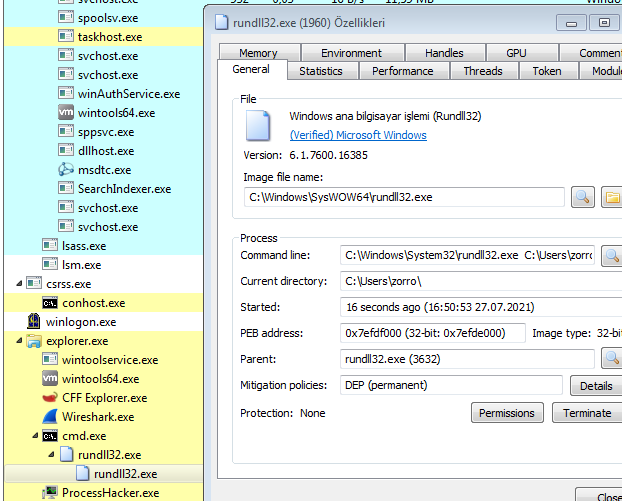 spoolsv.exe
taskhost.exe
svchost.exe
svchost.exe
winAuthService.exe
wintools64.exe
sppsvc.exe
dllhost.exe
msdtc.exe
SearchIndexer.exe
svchost.exe
svchost.exe
lsass.exe
lsm.exe
csrss.exe
conhost.exe
winlogon.exe
explorer.exe
wintoolservice.exe
wintools64.exe
CFF Explorer.exe
Wireshark.exe
cmd.exe
rundll32.exe
rundll32.exe
ProcessHacker.exe
rundll32.exe (1960) Özellikleri
Memory Environment Handles GPU Comment
General Statistics Performance Threads Token Module
File
Windows ana bilgisayar işlemi (Rundll32)
(Verified) Microsoft Windows
Version: 6.1.7600.16385
Image file name:
C:\Windows\SysWOW64\rundll32.exe
Process
Command line: C:\Windows\System32\rundll32.exe C:\Users\zorro
Current directory: C:\Users\zorro\
Started: 16 seconds ago (16:50:53 27.07.2021)
PEB address: 0x7efdf000 (32-bit: 0x7efde000) Image type: 32-bit
Parent: rundll32.exe (3632)
Mitigation policies: DEP (permanent) Details
Protection: None Permissions Terminate
Close